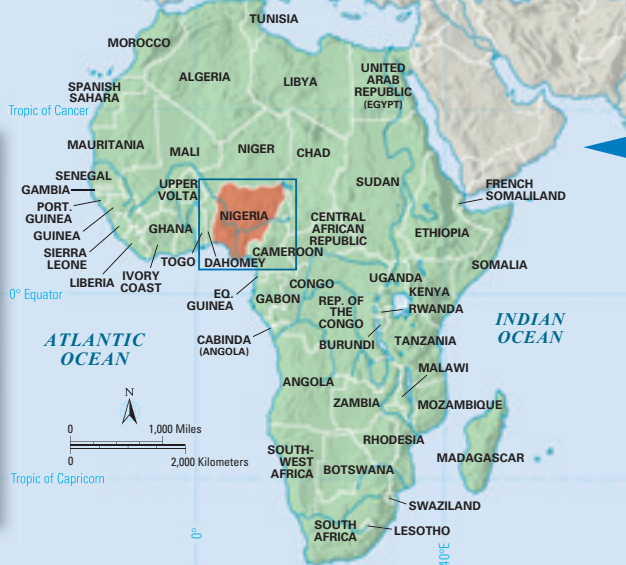 TUNISIA
MOROCCO
ALGERIA
LIBYA
UNITED
ARAB
REPUBLIC
(EGYPT)
SPANISH
SAHARA
Tropic of Cancer
MAURITANIA
MALI
NIGER
CHAD
SUDAN
SENEGAL
GAMBIA
PORT.
GUINEA
GUINEA
SIERRA
LEONE
LIBERIA
IVORY
COAST
UPPER
VOLTA
GHANA
TOGO
DAHOMEY
NIGERIA
CAMEROON
CENTRAL
AFRICAN
REPUBLIC
FRENCH
SOMALILAND
ETHIOPIA
SOMALIA
0° Equator
EQ.
GUINEA
GABON
CONGO
REP. OF
THE
CONGO
UGANDA
KENYA
RWANDA
BURUNDI
TANZANIA
CABINDA
(ANGOLA)
ATLANTIC
OCEAN
INDIAN
OCEAN
MALAWI
ANGOLA
ZAMBIA
MOZAMBIQUE
N
0 1,000 Miles
0 2,000 Kilometers
RHODESIA
SOUTH-
WEST
AFRICA
BOTSWANA
MADAGASCAR
Tropic of Capricorn
SWAZILAND
SOUTH
AFRICA
LESOTHO
0°
40°E